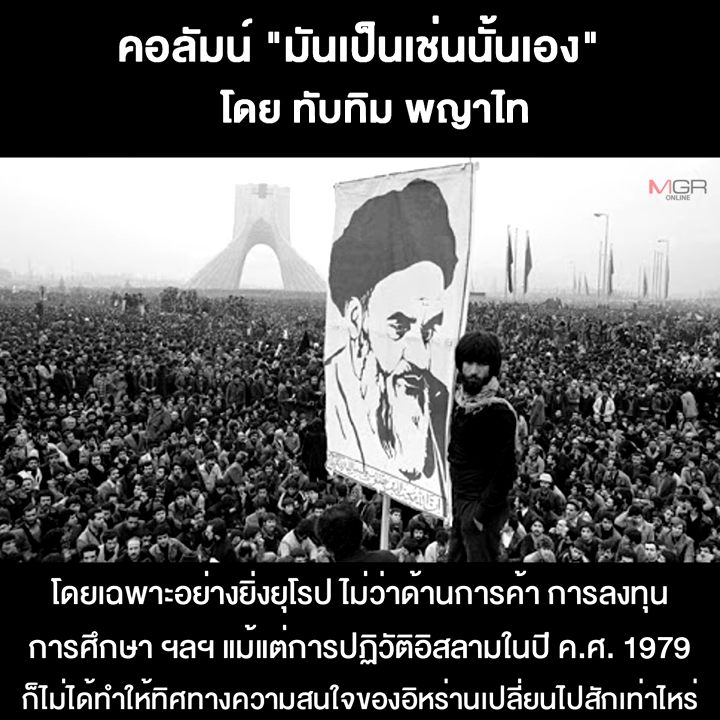 คอลัมน์ "มันเป็นเช่นนั้นเอง"
โดย ทับทิม พญาไท
MGR
ONLINE
โดยเฉพาะอย่างยิ่งยุโรป ไม่ว่าด้านการค้า การลงทุน
การศึกษา ฯลฯ แม้แต่การปฏิวัติอิสลามในปี ค.ศ. 1979
ก็ไม่ได้ทำให้ทิศทางความสนใจของอิหร่านเปลี่ยนไปสักเท่าไหร่